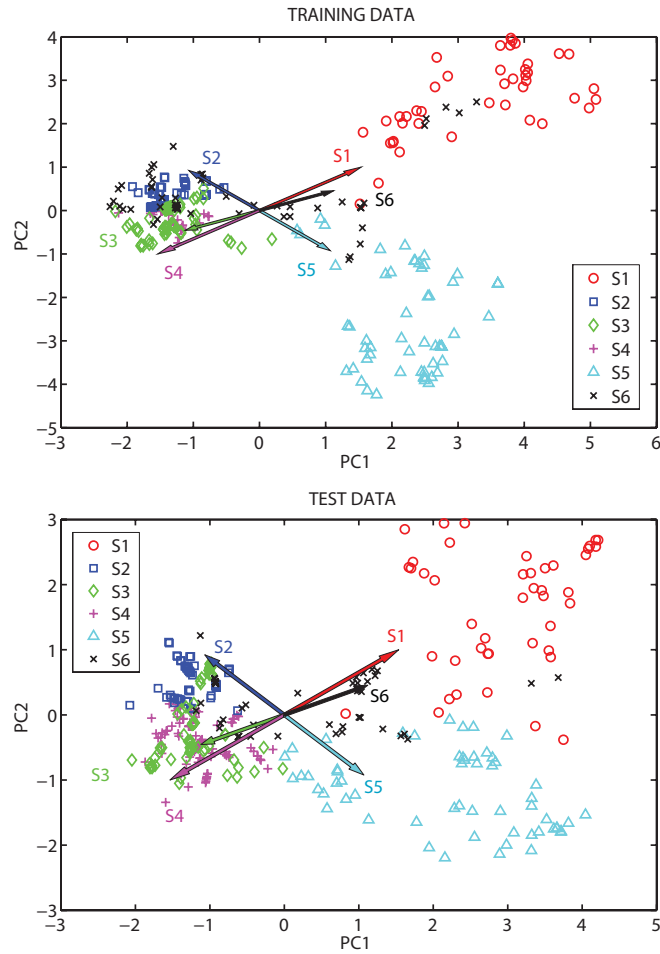 TRAINING DATA
4
3
2
1
0
−1
−2
−3
−4
−5
PC2
S2
S1
S6
S3
S4
S5
S1
S2
S3
S4
S5
S6
−3
−2
−1
0
1
2
3
4
5
6
PC1
TEST DATA
3
2
1
0
−1
−2
−3
PC2
S1
S2
S3
S4
S5
S6
S2
S1
S6
S3
S4
S5
−3
−2
−1
0
1
2
3
4
5
PC1